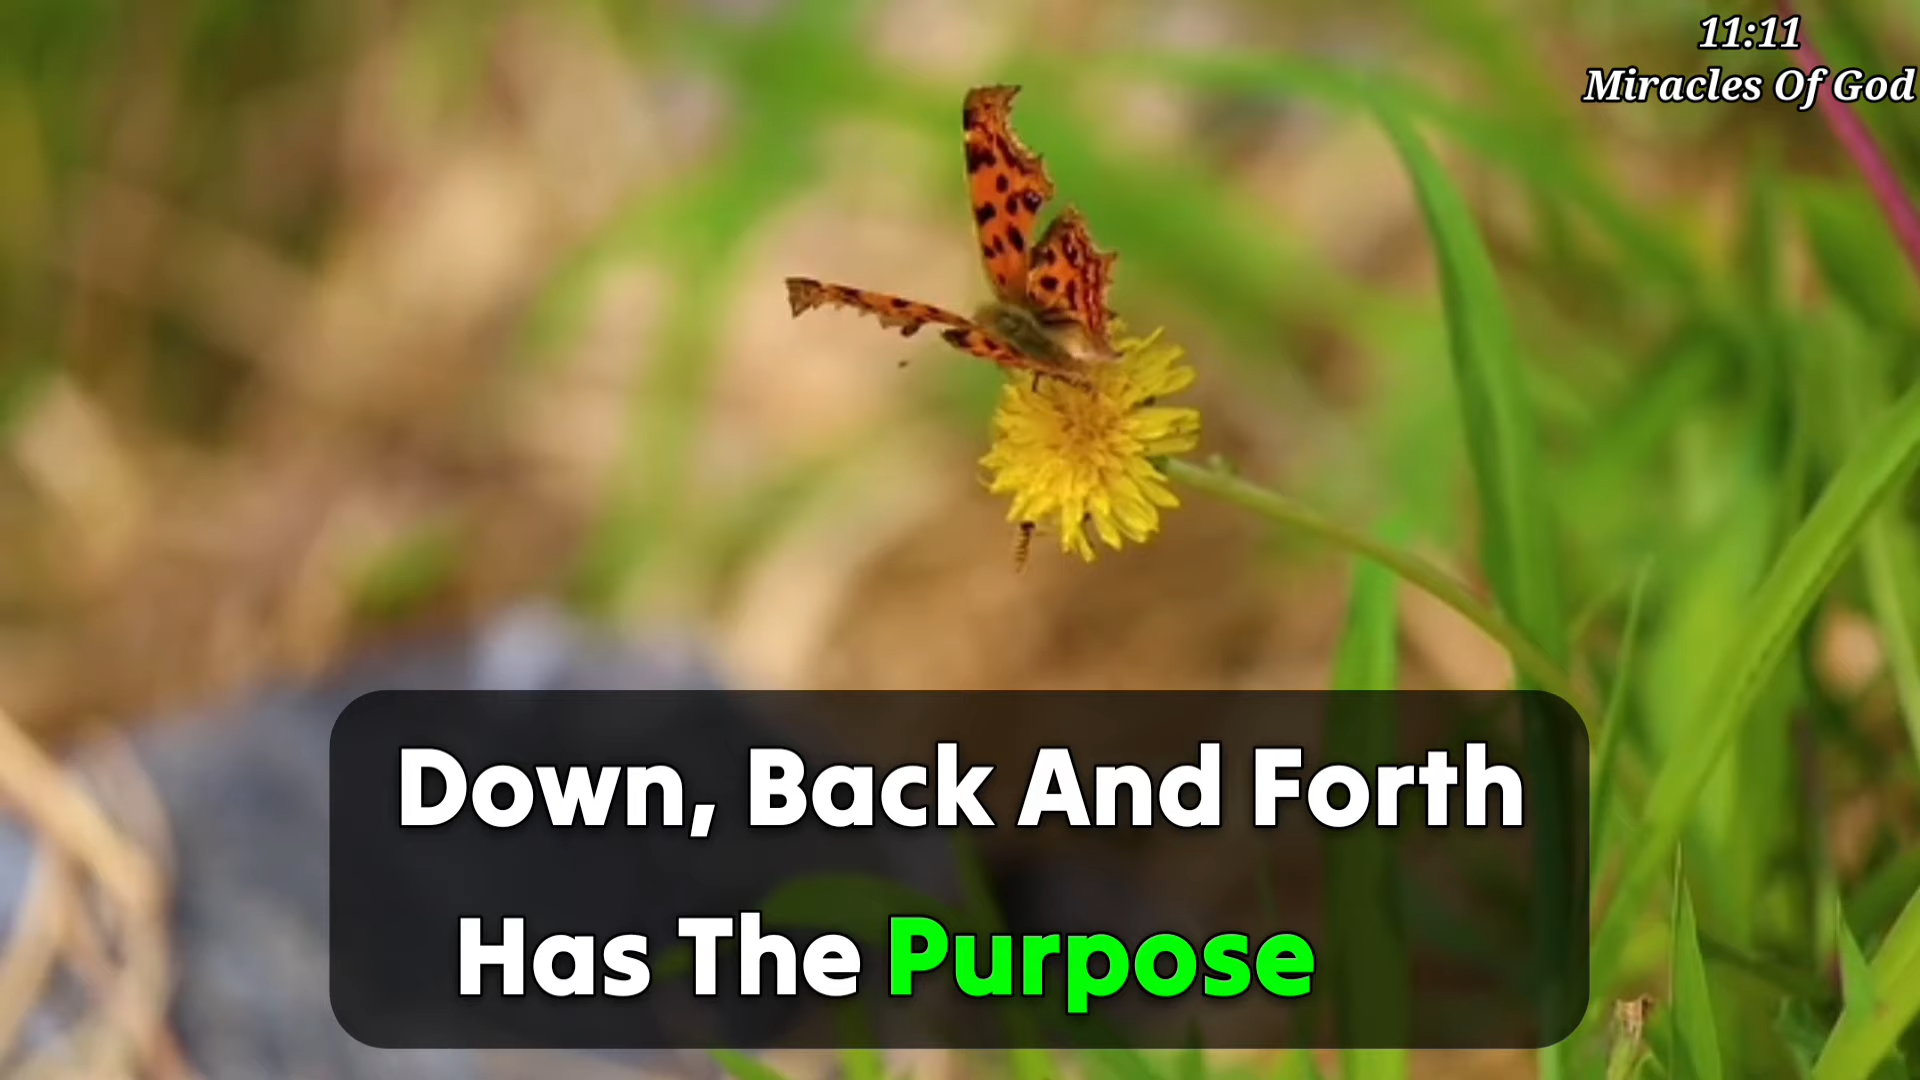 11:11
Miracles Of God
Down, Back And Forth
Has The Purpose